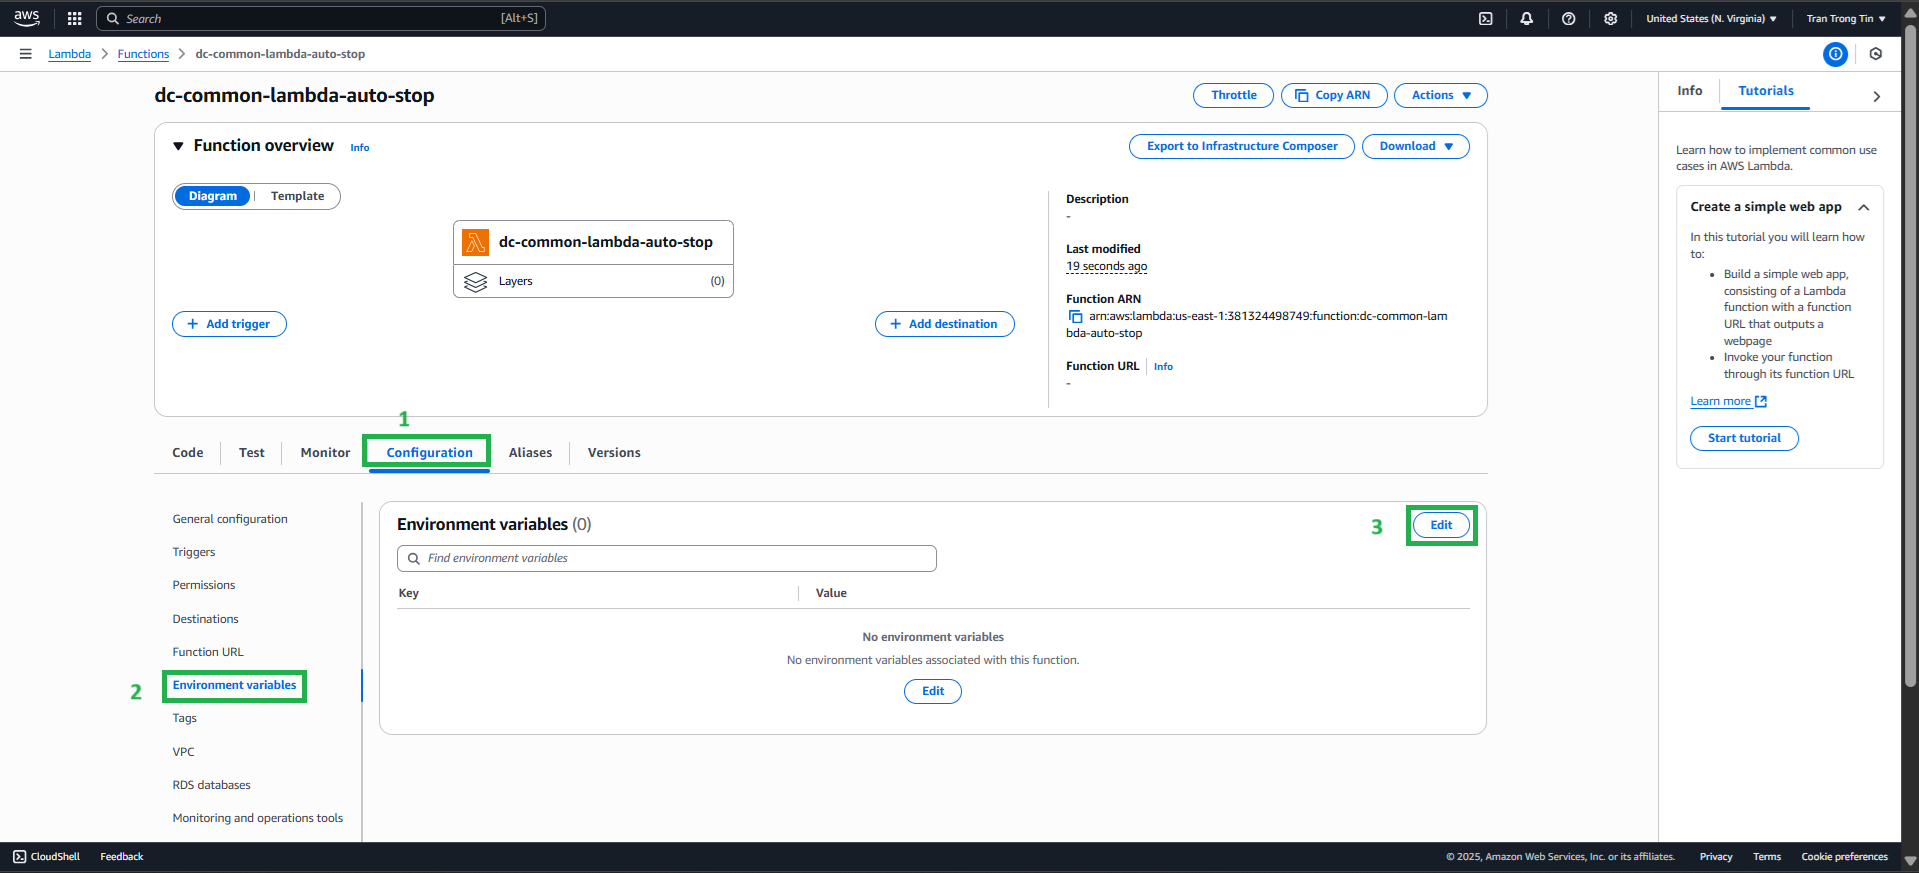 aws
Search
[Alt+S]
United States (N. Virginia)
Tran Trong Tin
Lambda
Functions
dc-common-lambda-auto-stop
dc-common-lambda-auto-stop
Throttle
Copy ARN
Actions
Function overview
Info
Export to Infrastructure Composer
Download
Diagram
Template
dc-common-lambda-auto-stop
Layers
(0)
+ Add trigger
+ Add destination
Description
-
Last modified
19 seconds ago
Function ARN
arn:aws:lambda:us-east-1:381324498749:function:dc-common-lam
bda-auto-stop
Function URL
Info
-
1
Code
Test
Monitor
Configuration
Aliases
Versions
General configuration
Triggers
Permissions
Destinations
Function URL
2
Environment variables
Tags
VPC
RDS databases
Monitoring and operations tools
Environment variables (0)
3
Edit
Find environment variables
Key
Value
No environment variables
No environment variables associated with this function.
Edit
Info
Tutorials
Learn how to implement common use
cases in AWS Lambda.
Create a simple web app
In this tutorial you will learn how
to:
• Build a simple web app,
consisting of a Lambda
function with a function
URL that outputs a
webpage
• Invoke your function
through its function URL
Learn more
Start tutorial
CloudShell
Feedback
© 2025, Amazon Web Services, Inc. or its affiliates.
Privacy
Terms
Cookie preferences